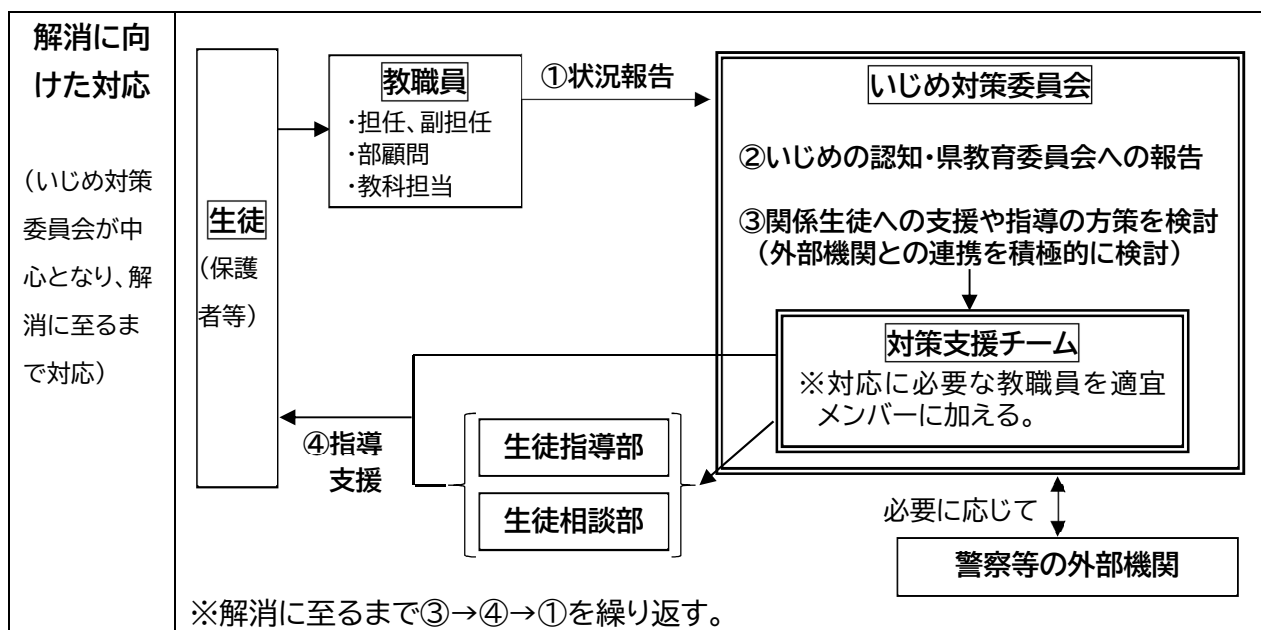 解消に向
けた対応
（いじめ対策
委員会が中
心となり、解
消に至るま
で対応）
生徒
（保護
者等）
教職員
・担任、副担任
・部顧問
・教科担当
①状況報告
いじめ対策委員会
②いじめの認知・県教育委員会への報告
③関係生徒への支援や指導の方策を検討
（外部機関との連携を積極的に検討）
対策支援チーム
※対応に必要な教職員を適宜
メンバーに加える。
④指導
支援
生徒指導部
生徒相談部
必要に応じて
警察等の外部機関
※解消に至るまで③→④→①を繰り返す。